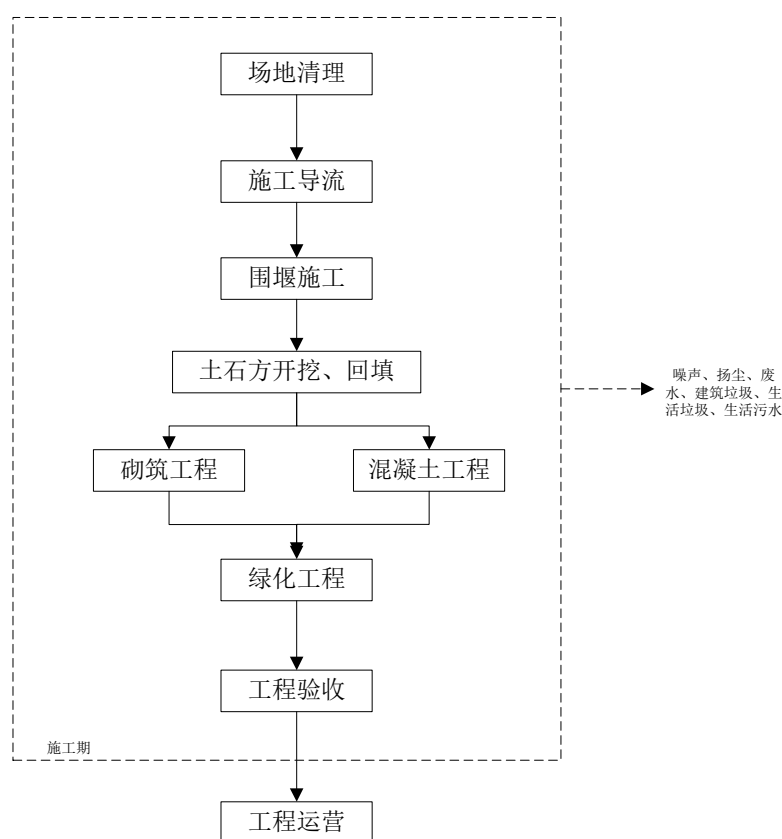 场地清理
施工导流
围堰施工
土石方开挖、回填
噪声、扬尘、废
水、建筑垃圾、生
活垃圾、生活污水
砌筑工程
混凝土工程
绿化工程
工程验收
施工期
工程运营